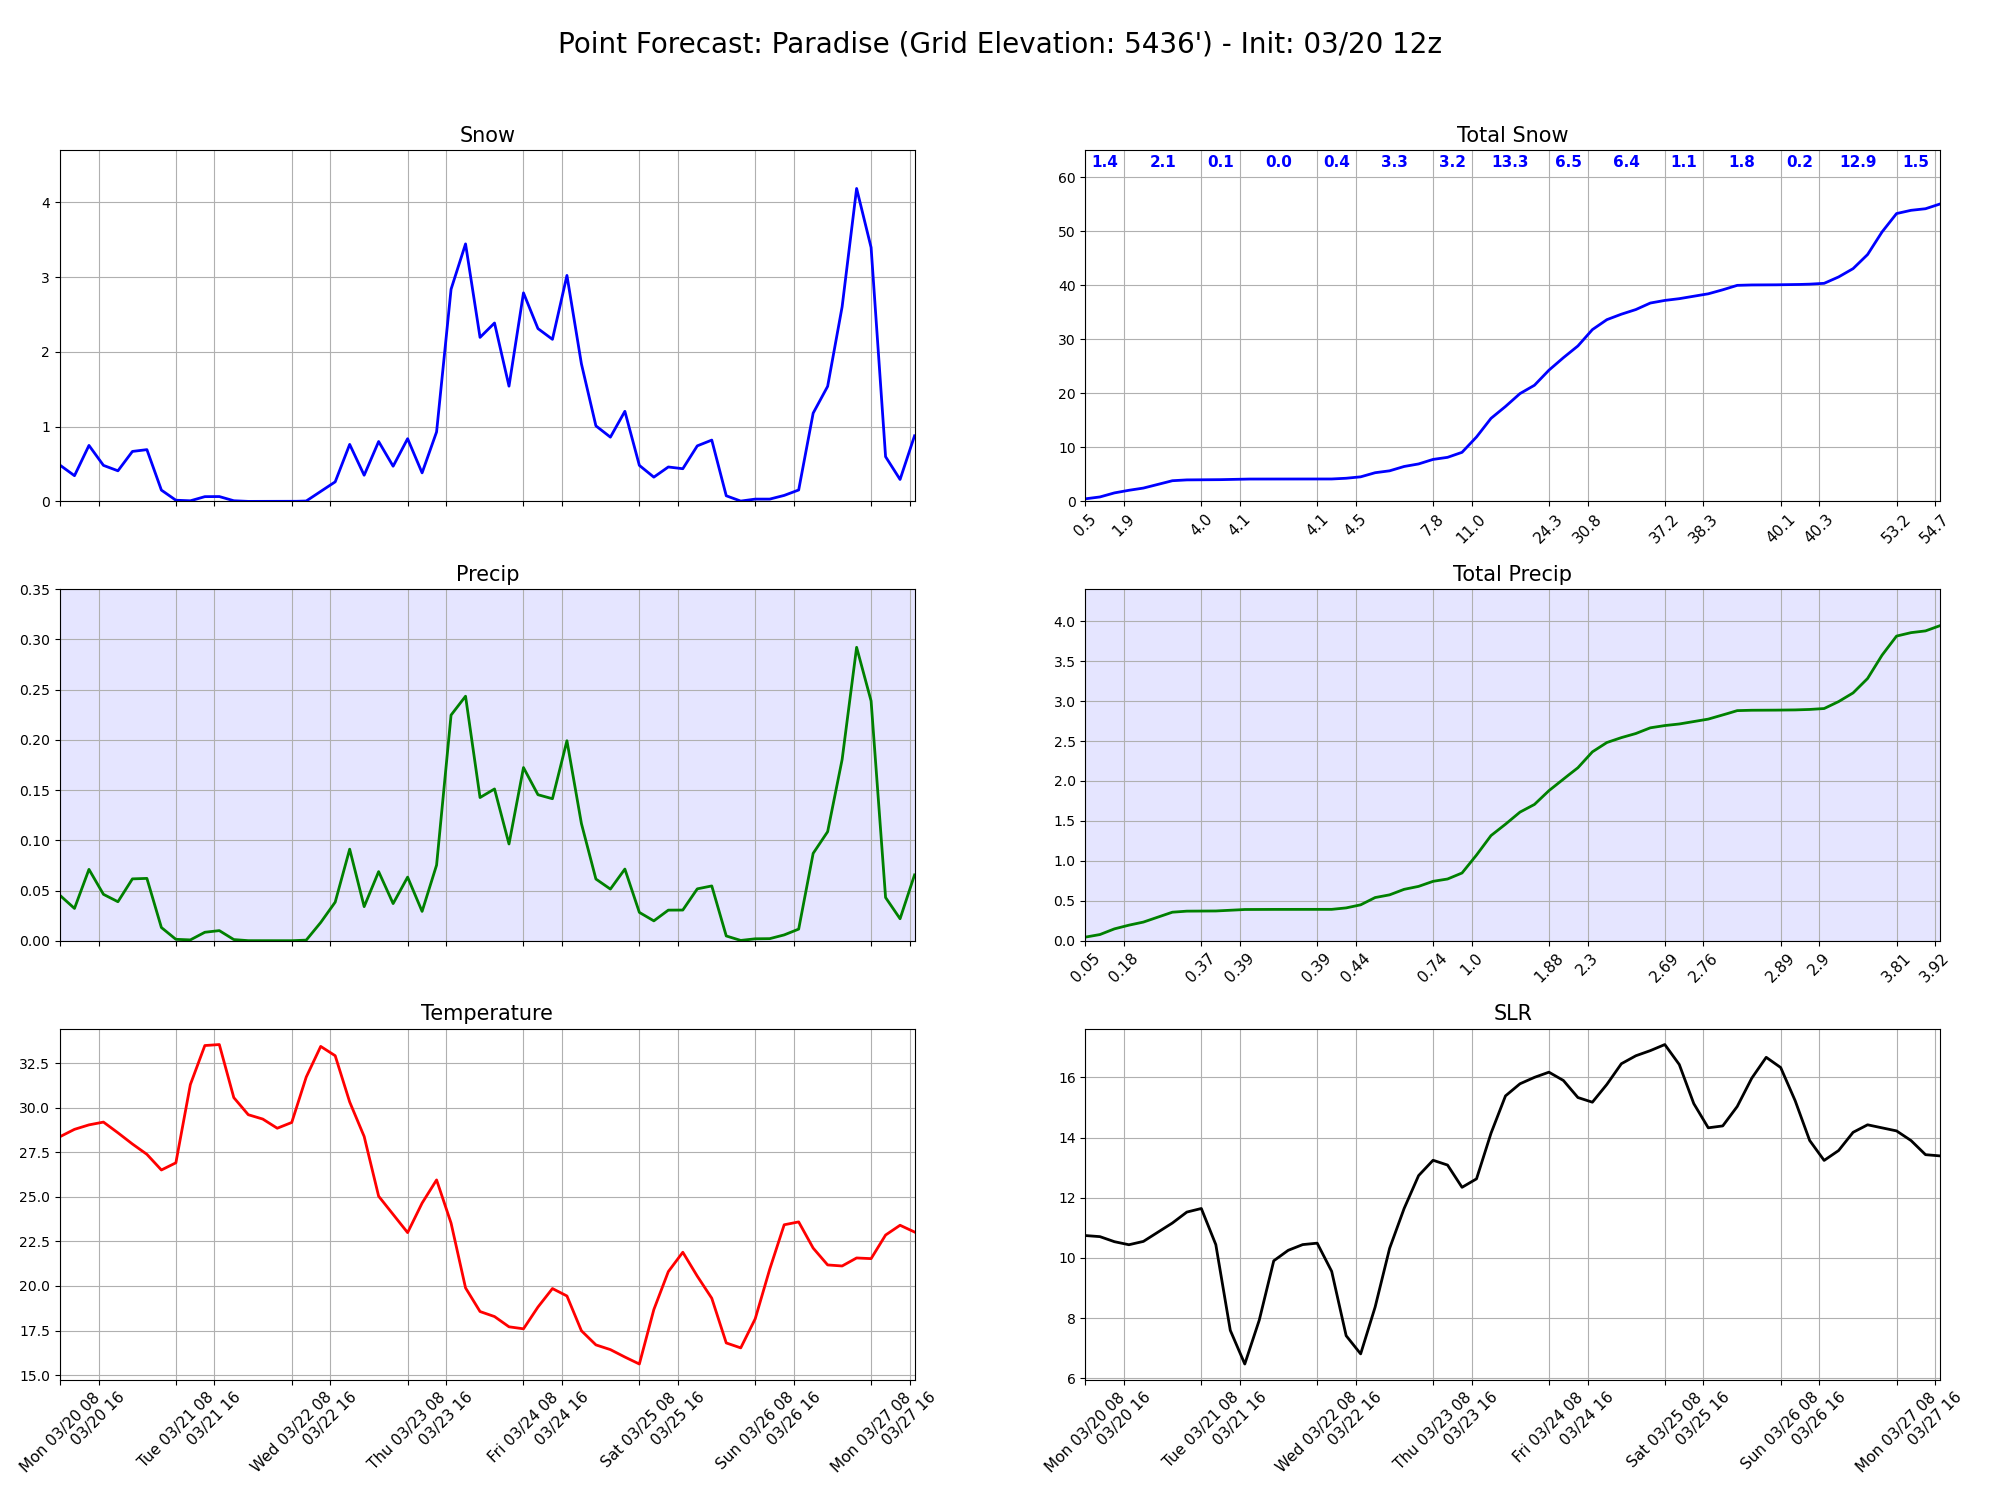 Point Forecast: Paradise (Grid Elevation: 5436') - Init: 03/20 12z
Snow
4
3
2
1
0
Total Snow
1.4 2.1 0.1 0.0 0.4 3.3 3.2 13.3 6.5 6.4 1.1 1.8 0.2 12.9 1.5
60
50
40
30
20
10
0
0.5 1.9 4.0 4.1 4.1 4.5 7.8 11.0 24.3 30.8 37.2 38.3 40.1 40.3 53.2 54.7
Precip
0.35
0.30
0.25
0.20
0.15
0.10
0.05
0.00
Total Precip
4.0
3.5
3.0
2.5
2.0
1.5
1.0
0.5
0.0
0.05 0.18 0.37 0.39 0.39 0.44 0.74 1.0 1.88 2.3 2.69 2.76 2.89 2.9 3.81 3.92
Temperature
32.5
30.0
27.5
25.0
22.5
20.0
17.5
15.0
Mon 03/20 08
03/20 16
Tue 03/21 08
03/21 16
Wed 03/22 08
03/22 16
Thu 03/23 08
03/23 16
Fri 03/24 08
03/24 16
Sat 03/25 08
03/25 16
Sun 03/26 08
03/26 16
Mon 03/27 08
03/27 16
SLR
16
14
12
10
8
6
Mon 03/20 08
03/20 16
Tue 03/21 08
03/21 16
Wed 03/22 08
03/22 16
Thu 03/23 08
03/23 16
Fri 03/24 08
03/24 16
Sat 03/25 08
03/25 16
Sun 03/26 08
03/26 16
Mon 03/27 08
03/27 16